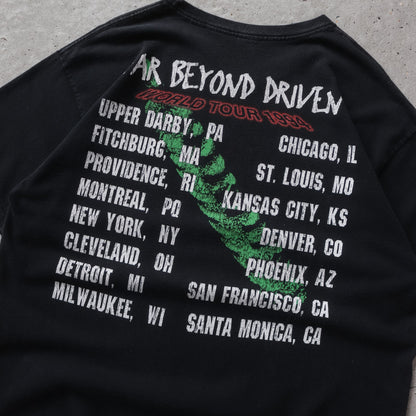 AR BEYOND DRIVEN
WORLD TOUR 1994
UPPER DARBY, PA
FITCHBURG, MA
PROVIDENCE, RI
MONTREAL, PQ
NEW YORK, NY
CLEVELAND, OH
DETROIT, MI
MILWAUKEE, WI
CHICAGO, IL
ST. LOUIS, MO
KANSAS CITY, KS
DENVER, CO
PHOENIX, AZ
SAN FRANCISCO, CA
SANTA MONICA, CA